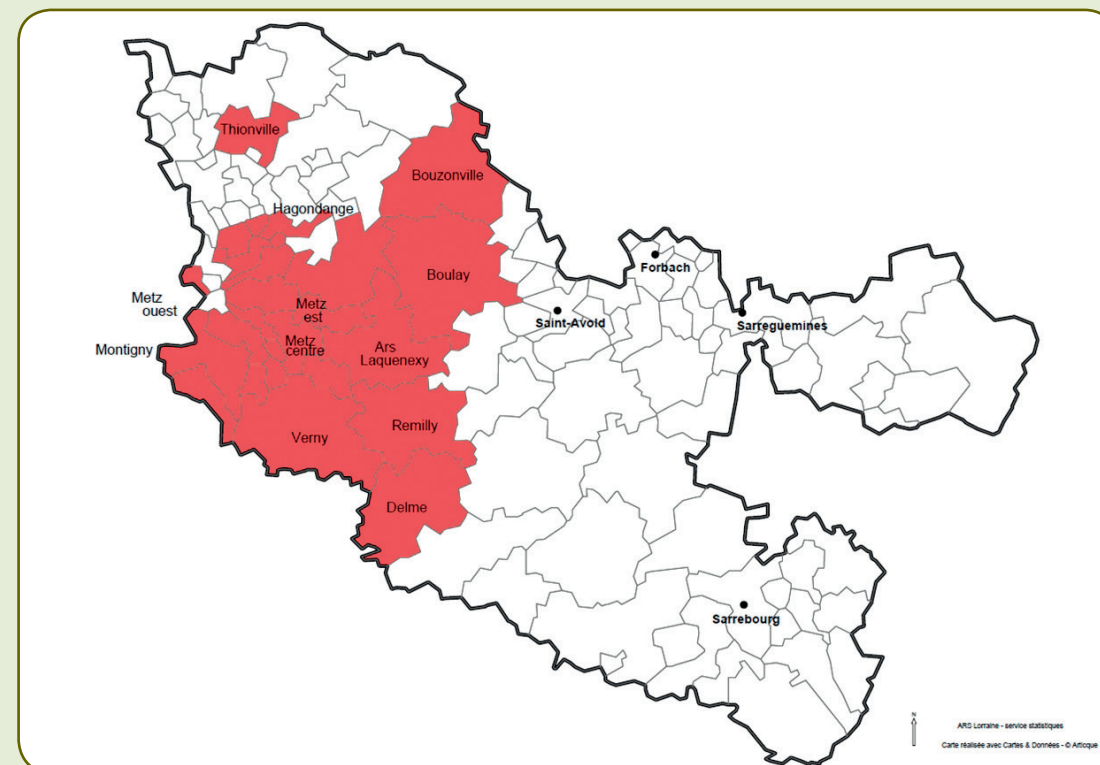 Thionville
Bouzonville
Hagondange
Boulay
Forbach
Metz
ouest
Metz
est
Saint-Avold
Sarreguemines
Montigny
Metz
centre
Ars
Laquenexy
Verny
Remilly
Delme
Sarrebourg
N
ARS Lorraine - service statistiques
Carte réalisée avec Cartes & Données - © Articque